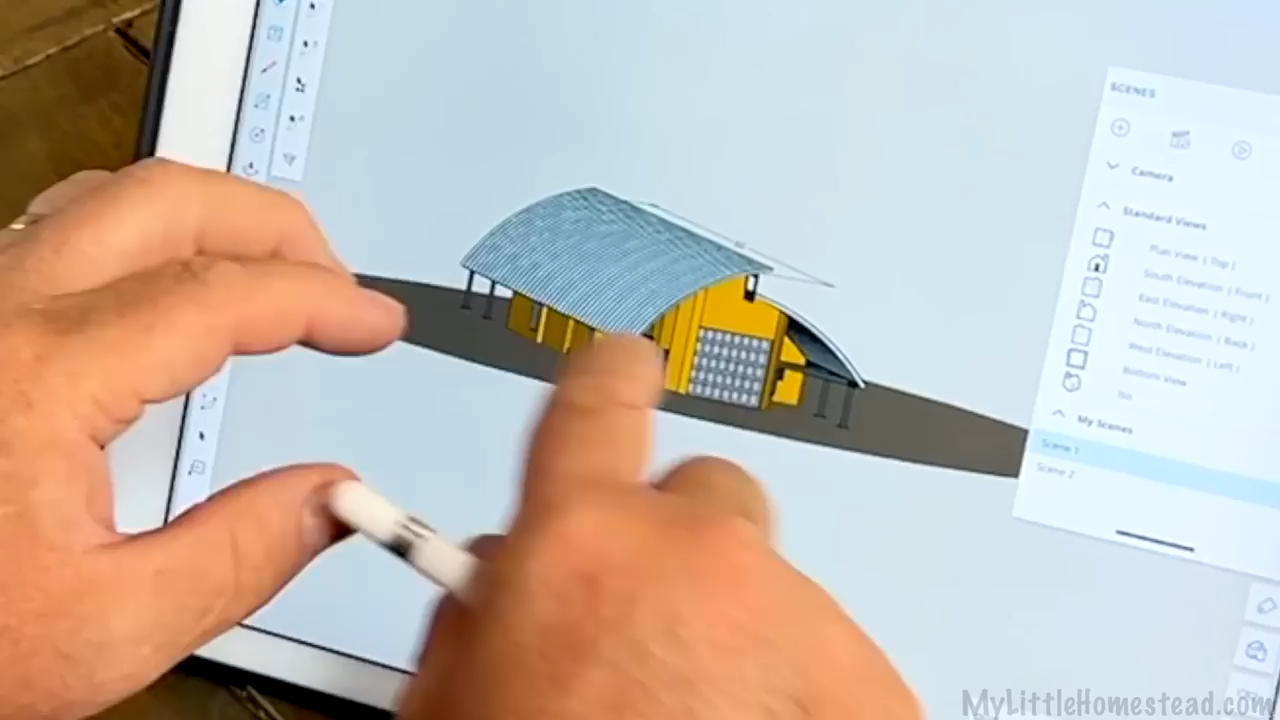 SCENES
Camera
Standard Views
Plan View ( Top )
South Elevation ( Front )
East Elevation ( Right )
North Elevation ( Back )
West Elevation ( Left )
Bottom View
Iso
My Scenes
Scene 1
Scene 2
MyLittleHomestead.com